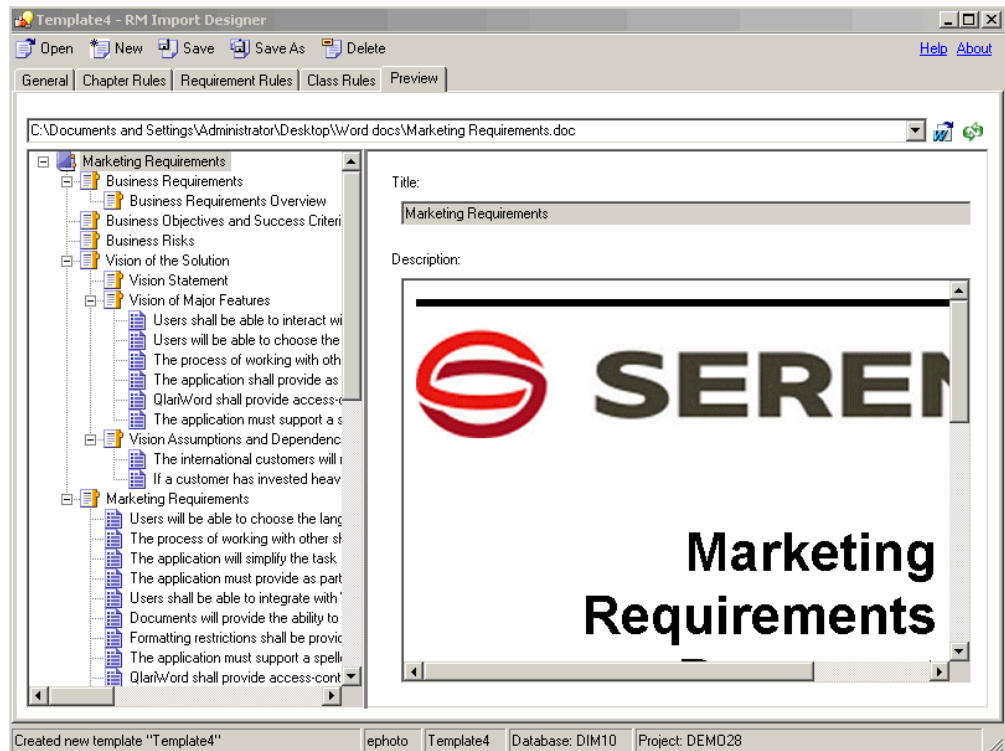 Template4 - RM Import Designer
Open New Save Save As Delete Help About
General Chapter Rules Requirement Rules Class Rules Preview
C:\Documents and Settings\Administrator\Desktop\Word docs\Marketing Requirements.doc
Marketing Requirements
Business Requirements
Business Requirements Overview
Business Objectives and Success Criteri
Business Risks
Vision of the Solution
Vision Statement
Vision of Major Features
Users shall be able to interact wi
Users will be able to choose the
The process of working with oth
The application shall provide as
QlariWord shall provide access-c
The application must support a s
Vision Assumptions and Dependenc
The international customers will
If a customer has invested heav
Marketing Requirements
Users will be able to choose the lang
The process of working with other sh
The application will simplify the task
The application must provide as part
Users shall be able to integrate with
Documents will provide the ability to
Formatting restrictions shall be provic
The application must support a spelle
QlariWord shall provide access-cont
Title:
Marketing Requirements
Description:
SEREN
Marketing
Requirements
Created new template "Template4" ephoto Template4 Database: DIM10 Project: DEMO28